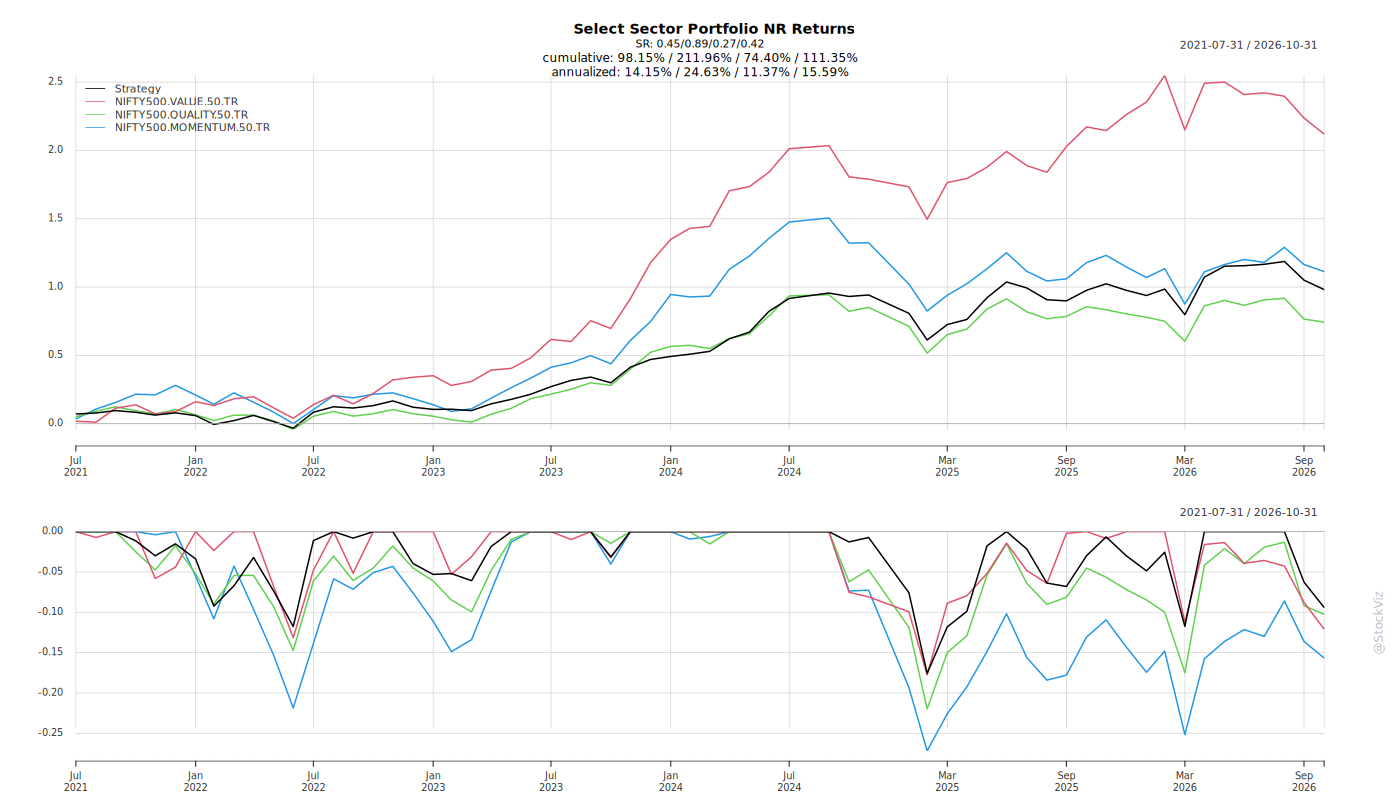 Select Sector Portfolio NR Returns
SR: 0.45/0.89/0.27/0.42
cumulative: 98.15% / 211.96% / 74.40% / 111.35%
annualized: 14.15% / 24.63% / 11.37% / 15.59%
2021-07-31 / 2026-10-31
Strategy
NIFTY500.VALUE.50.TR
NIFTY500.QUALITY.50.TR
NIFTY500.MOMENTUM.50.TR
2.5
2.0
1.5
1.0
0.5
0.0
Jul 2021
Jan 2022
Jul 2022
Jan 2023
Jul 2023
Jan 2024
Jul 2024
Mar 2025
Sep 2025
Mar 2026
Sep 2026
2021-07-31 / 2026-10-31
0.00
-0.05
-0.10
-0.15
-0.20
-0.25
Jul 2021
Jan 2022
Jul 2022
Jan 2023
Jul 2023
Jan 2024
Jul 2024
Mar 2025
Sep 2025
Mar 2026
Sep 2026
@StockViz